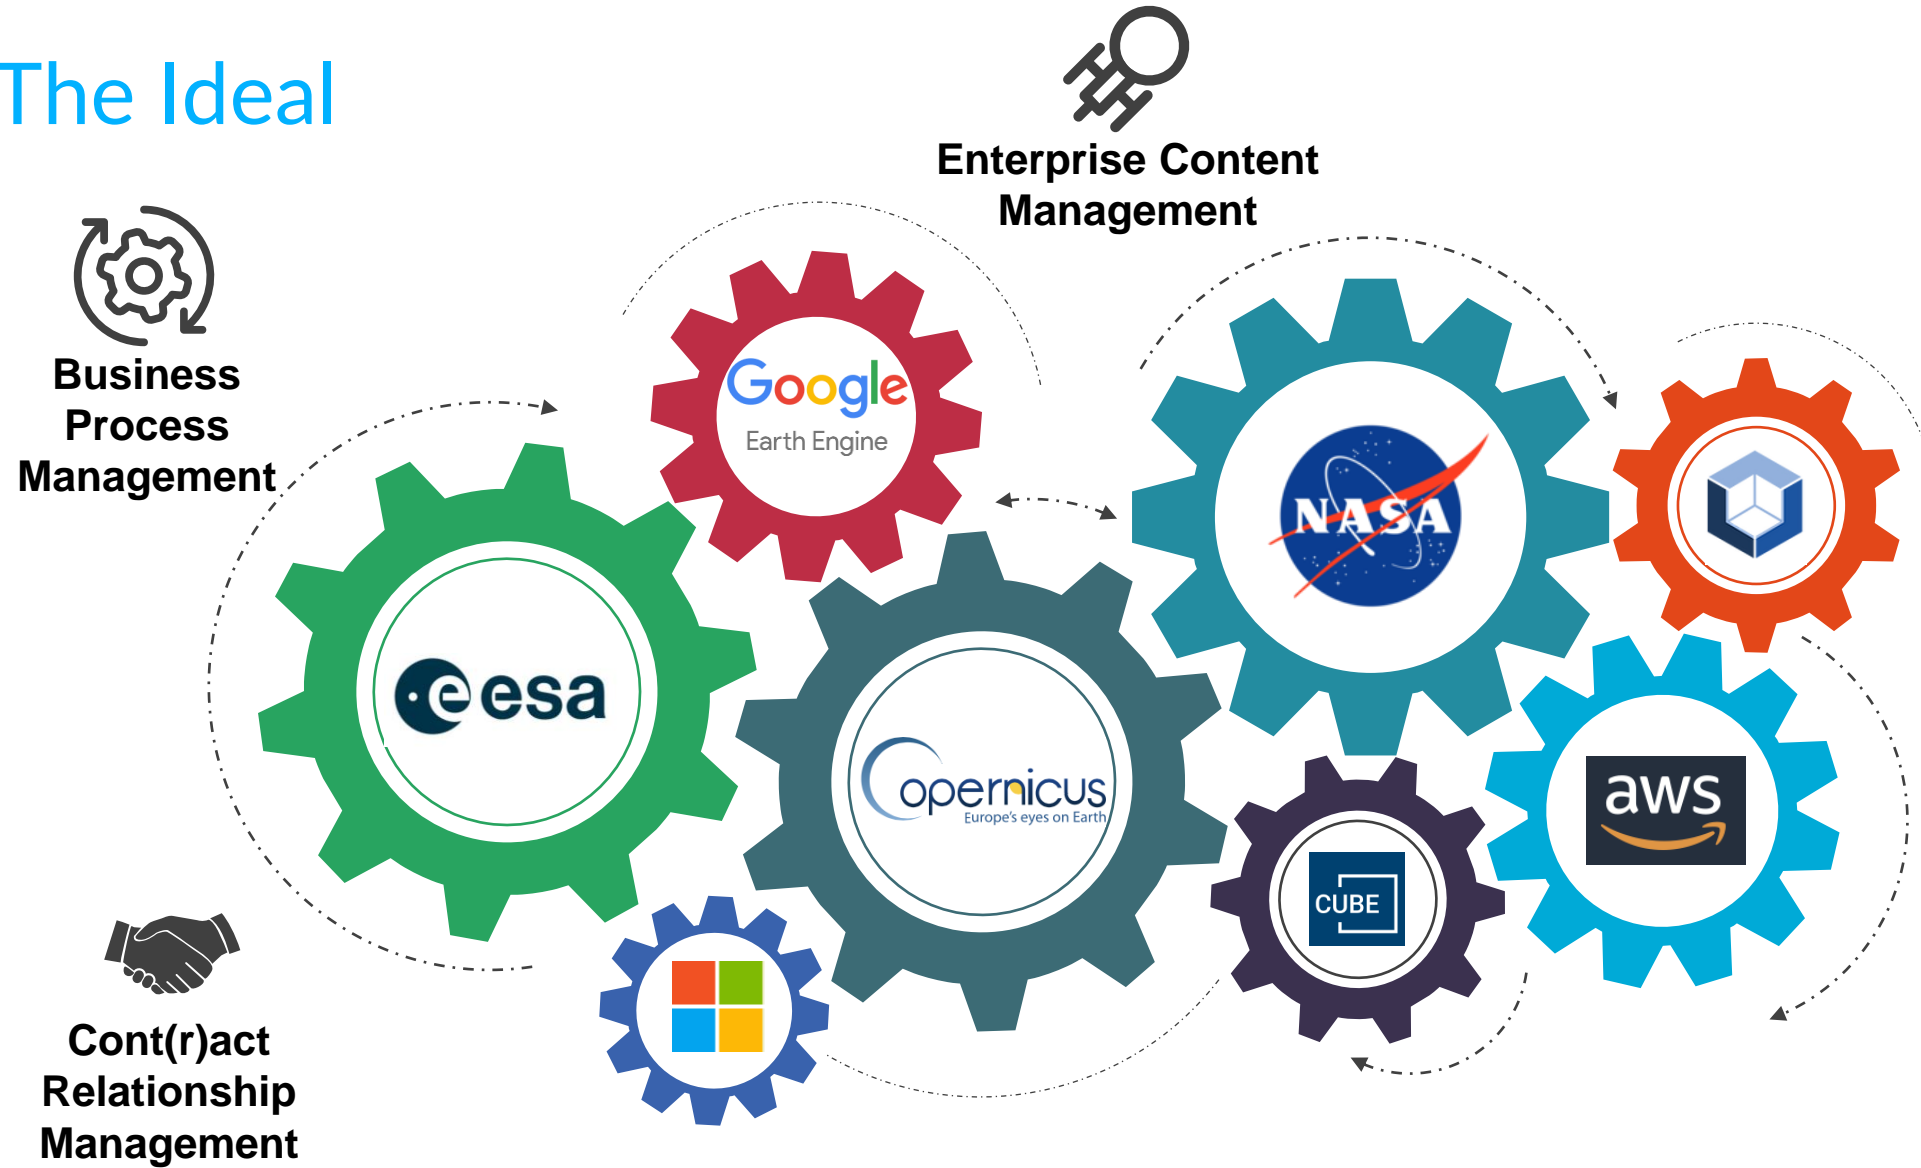 The Ideal
Enterprise Content
Management
Business
Process
Management
Google
Earth Engine
NASA
esa
Copernicus
Europe's eyes on Earth
aws
CUBE
Cont(r)act
Relationship
Management